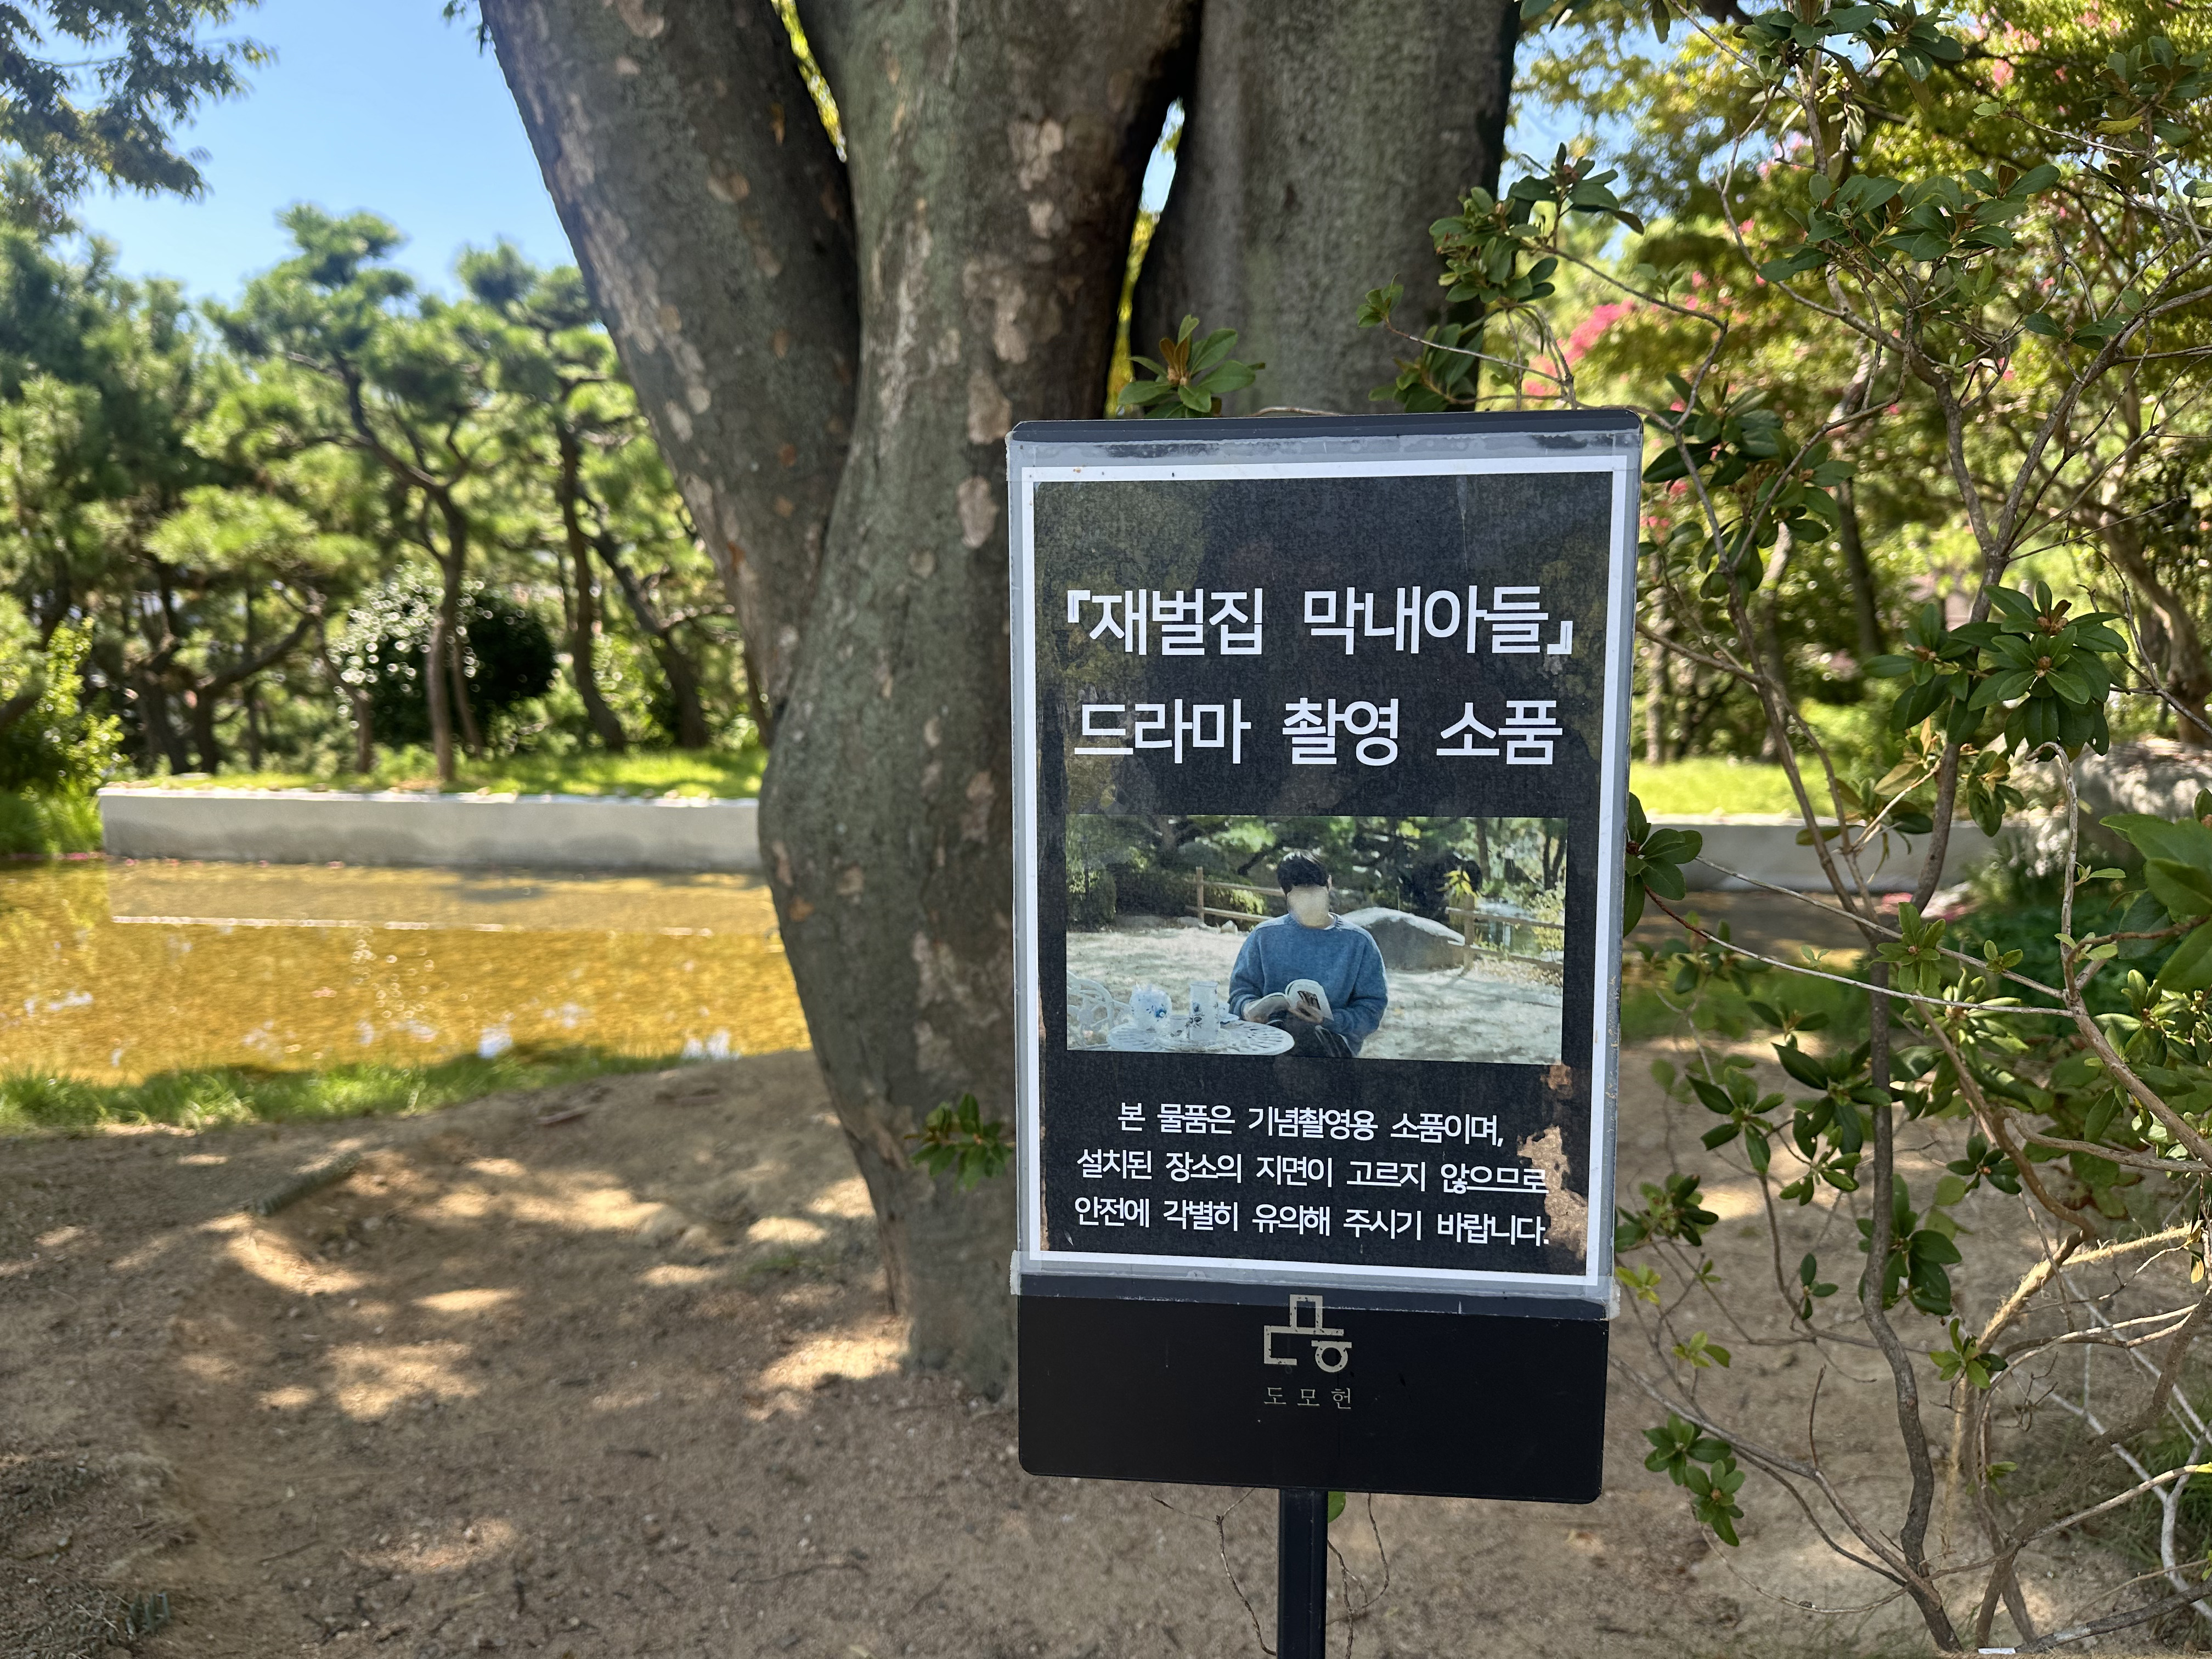 『재벌집 막내아들』
드라마 촬영 소품
본 물품은 기념촬영용 소품이며,
설치된 장소의 지면이 고르지 않으므로
안전에 각별히 유의해 주시기 바랍니다.
도모헌